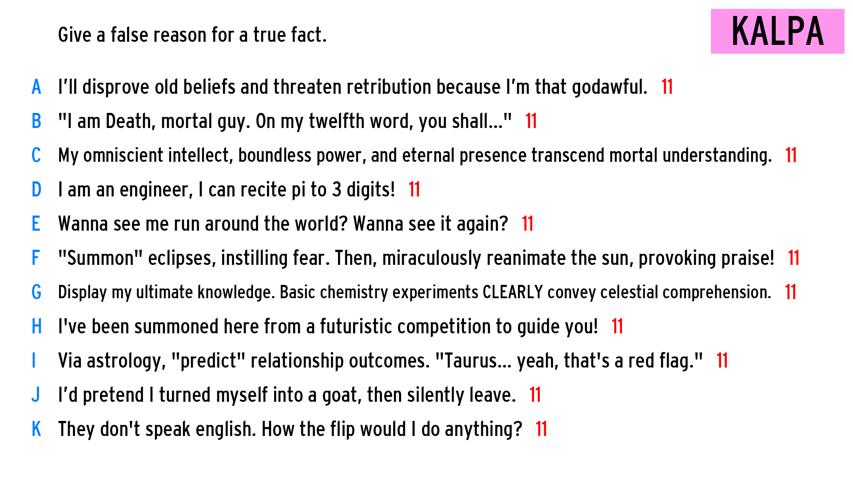 Give a false reason for a true fact.
KALPA
A I'll disprove old beliefs and threaten retribution because I'm that godawful. 11
B "I am Death, mortal guy. On my twelfth word, you shall..." 11
C My omniscient intellect, boundless power, and eternal presence transcend mortal understanding. 11
D I am an engineer, I can recite pi to 3 digits! 11
E Wanna see me run around the world? Wanna see it again? 11
F "Summon" eclipses, instilling fear. Then, miraculously reanimate the sun, provoking praise! 11
G Display my ultimate knowledge. Basic chemistry experiments CLEARLY convey celestial comprehension. 11
H I've been summoned here from a futuristic competition to guide you! 11
I Via astrology, "predict" relationship outcomes. "Taurus... yeah, that's a red flag." 11
J I'd pretend I turned myself into a goat, then silently leave. 11
K They don't speak english. How the flip would I do anything? 11